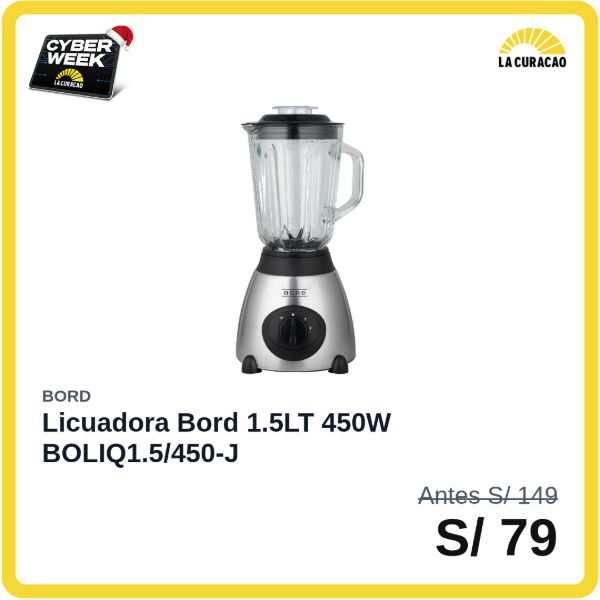 CYBER
WEEK
LA CURACAO
LA CURACAO
BORD
BORD
Licuadora Bord 1.5LT 450W
BOLIQ1.5/450-J
Antes S/ 149
S/ 79